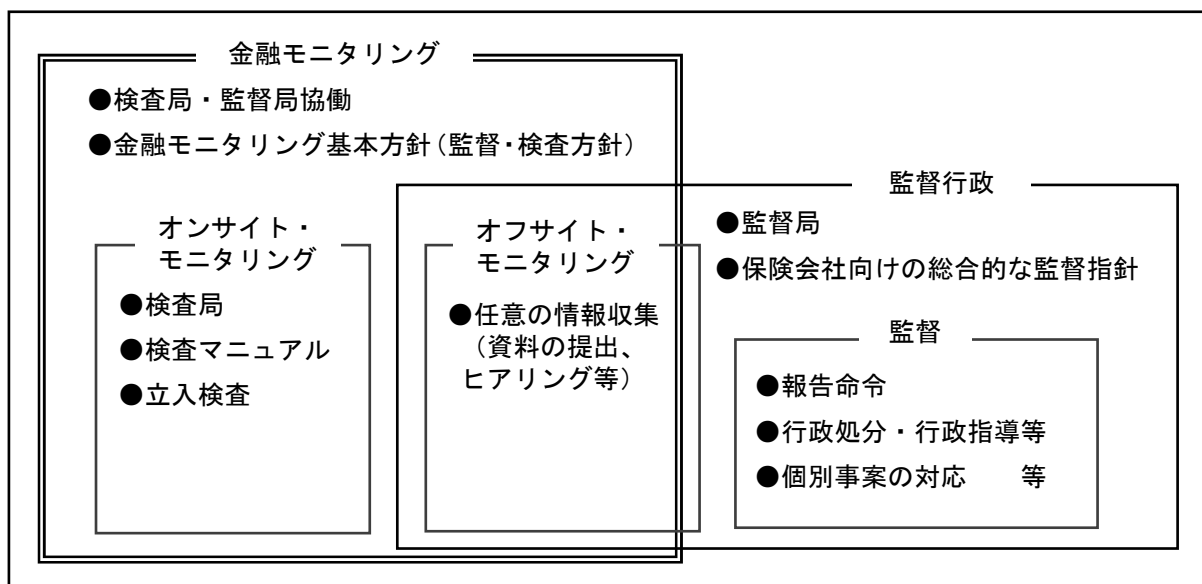 金融モニタリング
●検査局・監督局協働
●金融モニタリング基本方針(監督・検査方針)
オンサイト・
モニタリング
●検査局
●検査マニュアル
●立入検査
オフサイト・
モニタリング
●任意の情報収集
(資料の提出、
ヒアリング等)
監督行政
●監督局
●保険会社向けの総合的な監督指針
監督
●報告命令
●行政処分・行政指導等
●個別事案の対応　　等